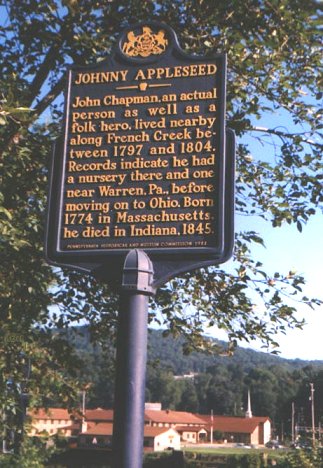 JOHNNY APPLESEED
John Chapman, an actual
person as well as a
folk hero, lived nearby
along French Creek be-
tween 1797 and 1804.
Records indicate he had
a nursery there and one
near Warren, Pa., before
moving on to Ohio. Born
1774 in Massachusetts,
he died in Indiana, 1845.
PENNSYLVANIA HISTORICAL AND MUSEUM COMMISSION 1982